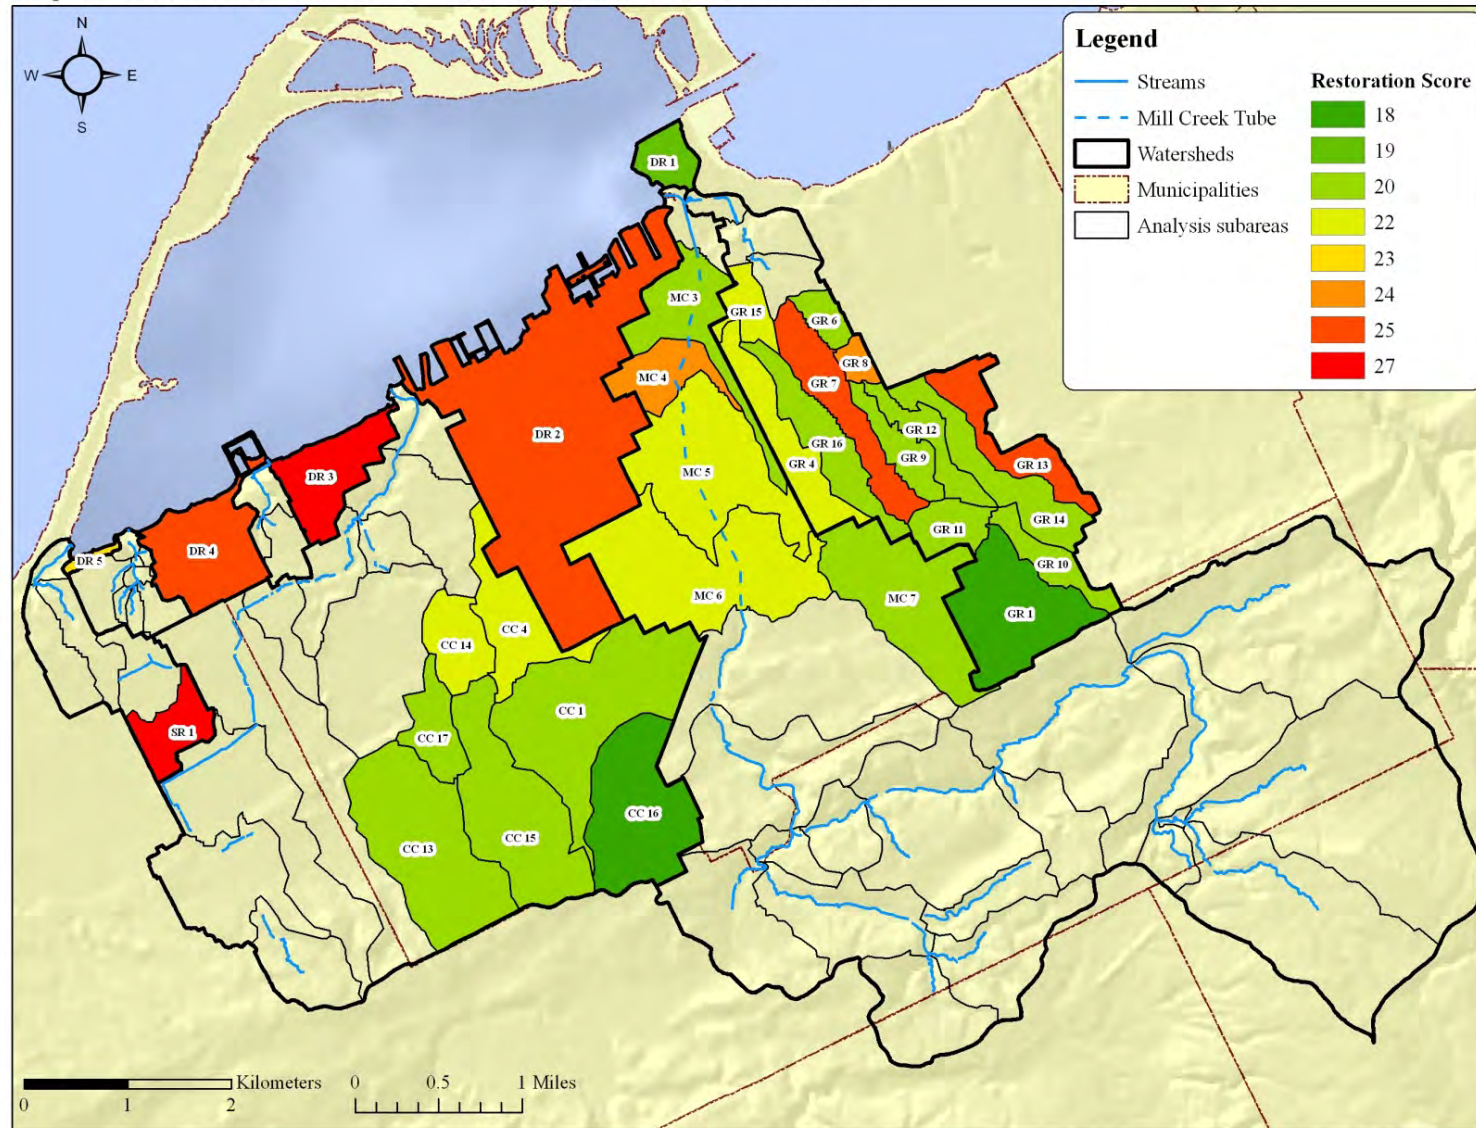 N
W E
S
Legend
Streams
Mill Creek Tube
Watersheds
Municipalities
Analysis subareas
Restoration Score
18
19
20
22
23
24
25
27
DR 1
MC 3
GR 15
GR 6
GR 8
MC 4
GR 7
DR 2
GR 12
GR 16
GR 9
GR 4
GR 13
DR 3
MC 5
GR 14
GR 11
DR 4
DR 5
GR 10
MC 6
MC 7
GR 1
CC 4
CC 14
CC 1
SR 1
CC 17
CC 16
CC 15
CC 13
Kilometers
0 1 2
0 0.5 1 Miles